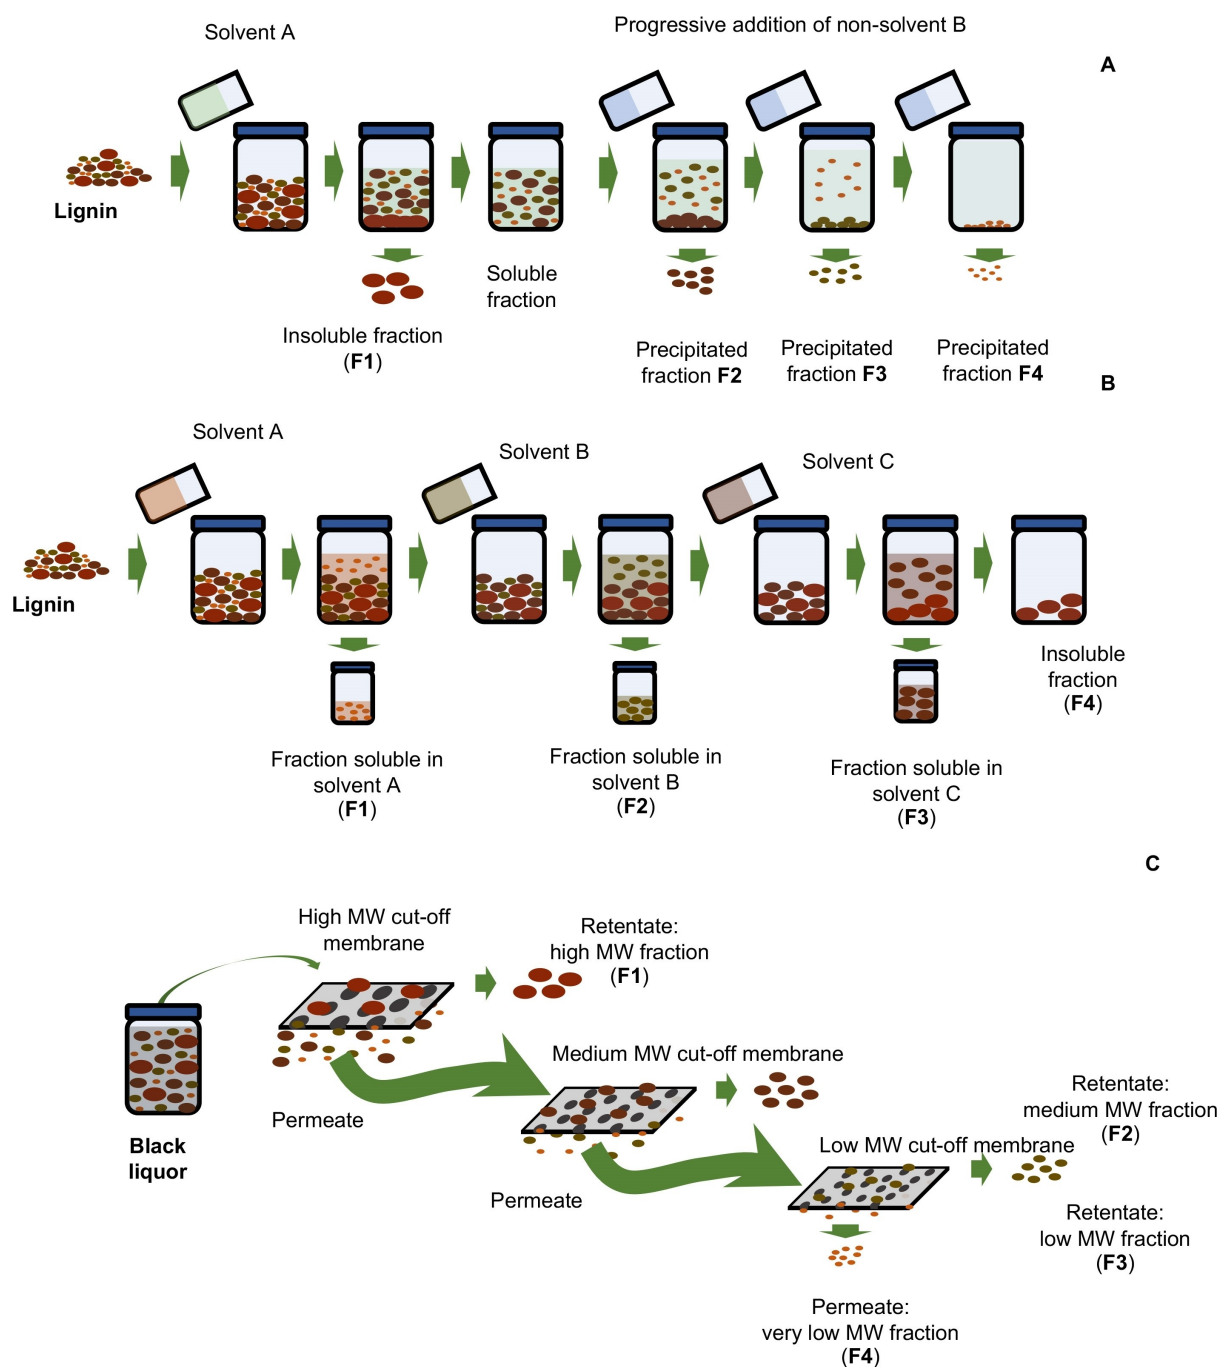 Solvent A
Progressive addition of non-solvent B
A
Lignin
Insoluble fraction
(F1)
Soluble
fraction
Precipitated
fraction F2
Precipitated
fraction F3
Precipitated
fraction F4
B
Solvent A
Solvent B
Solvent C
Lignin
Fraction soluble in
solvent A
(F1)
Fraction soluble in
solvent B
(F2)
Fraction soluble in
solvent C
(F3)
Insoluble
fraction
(F4)
C
High MW cut-off
membrane
Retentate:
high MW fraction
(F1)
Black
liquor
Permeate
Medium MW cut-off membrane
Retentate:
medium MW fraction
(F2)
Permeate
Low MW cut-off membrane
Retentate:
low MW fraction
(F3)
Permeate:
very low MW fraction
(F4)